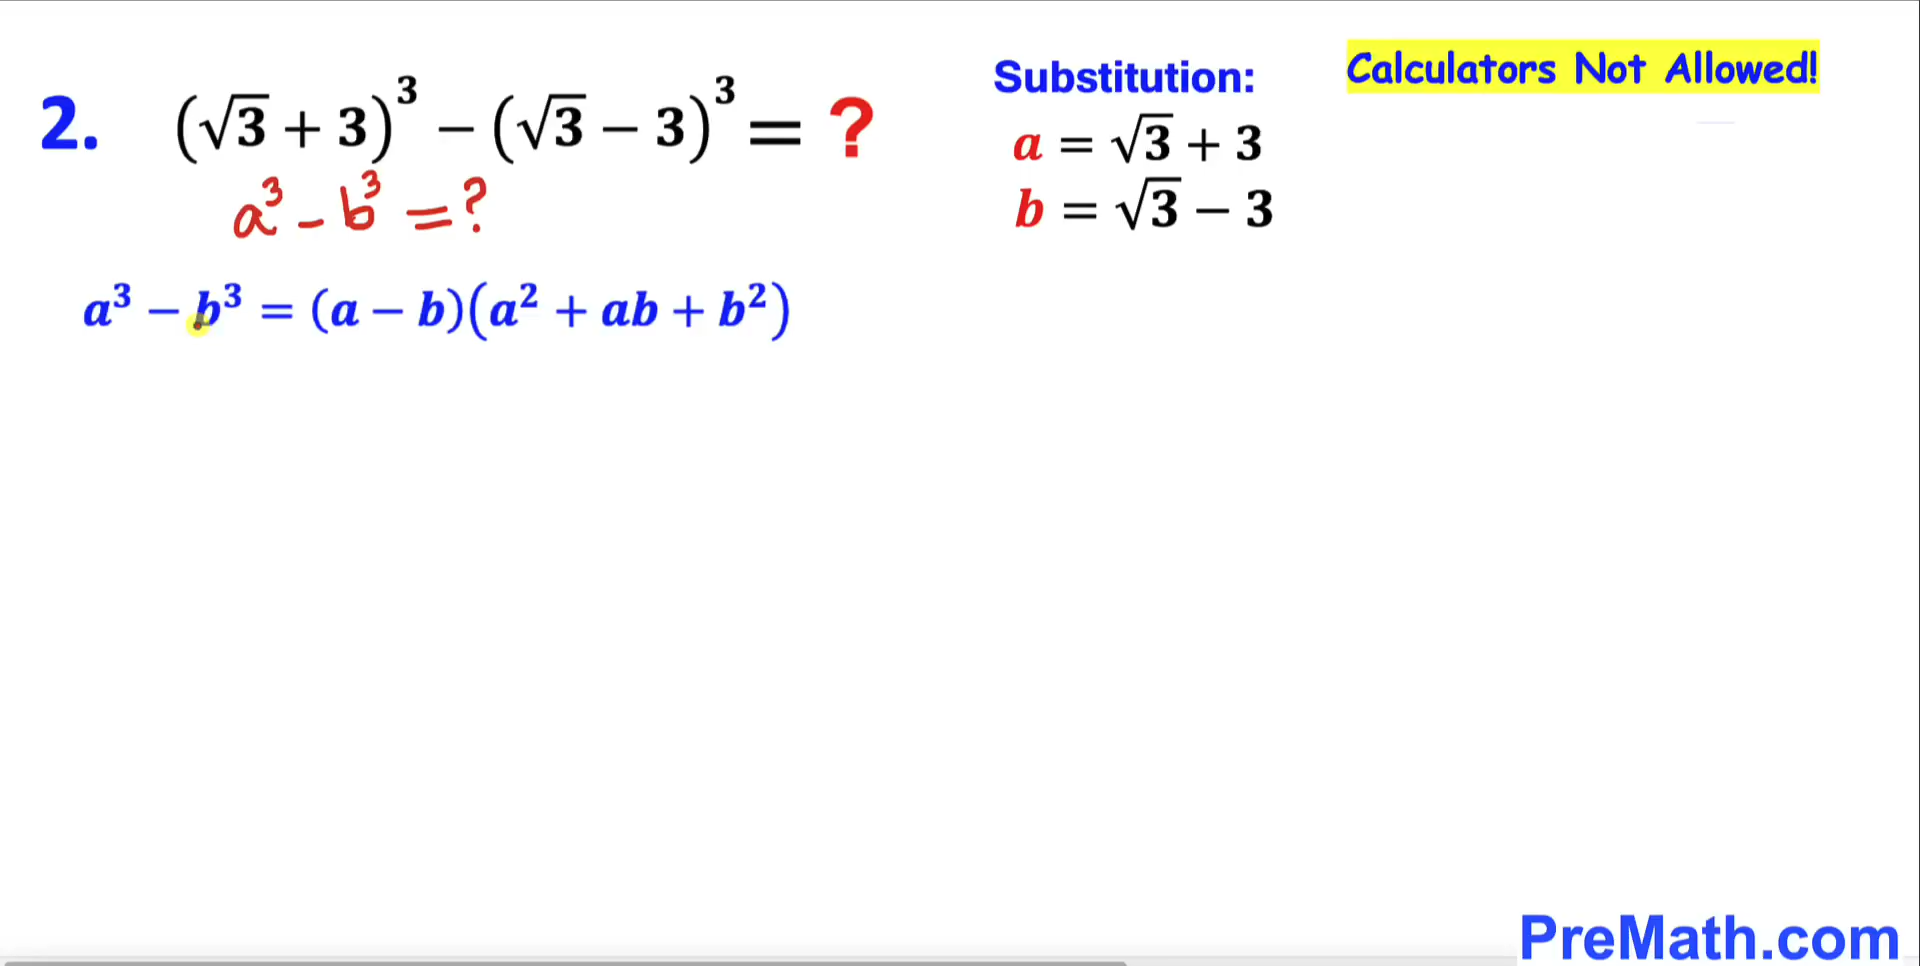 Calculators Not Allowed!
2. (√3 + 3)³ − (√3 − 3)³ = ?
a³ − b³ = ?
a³ − b³ = (a − b)(a² + ab + b²)
Substitution:
a = √3 + 3
b = √3 − 3
PreMath.com